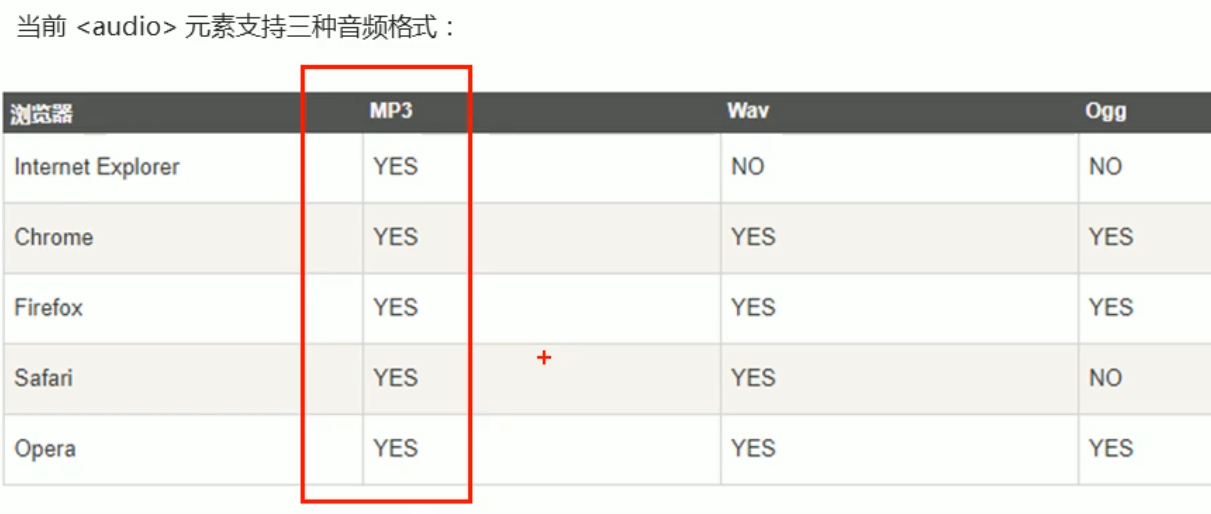 当前 <audio> 元素支持三种音频格式：
浏览器 MP3 Wav Ogg
Internet Explorer YES NO NO
Chrome YES YES YES
Firefox YES YES YES
Safari YES YES NO
Opera YES YES YES